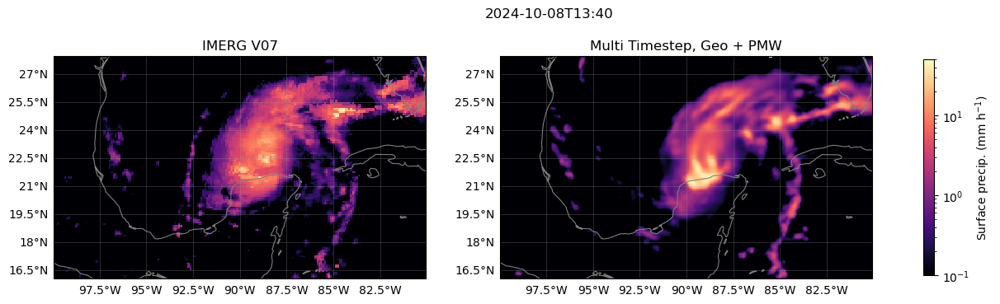 2024-10-08T13:40
IMERG V07
Multi Timestep, Geo + PMW
27°N
25.5°N
24°N
22.5°N
21°N
19.5°N
18°N
16.5°N
97.5°W 95°W 92.5°W 90°W 87.5°W 85°W 82.5°W
27°N
25.5°N
24°N
22.5°N
21°N
19.5°N
18°N
16.5°N
97.5°W 95°W 92.5°W 90°W 87.5°W 85°W 82.5°W
10¹
10⁰
10⁻¹
Surface precip. (mm h⁻¹)